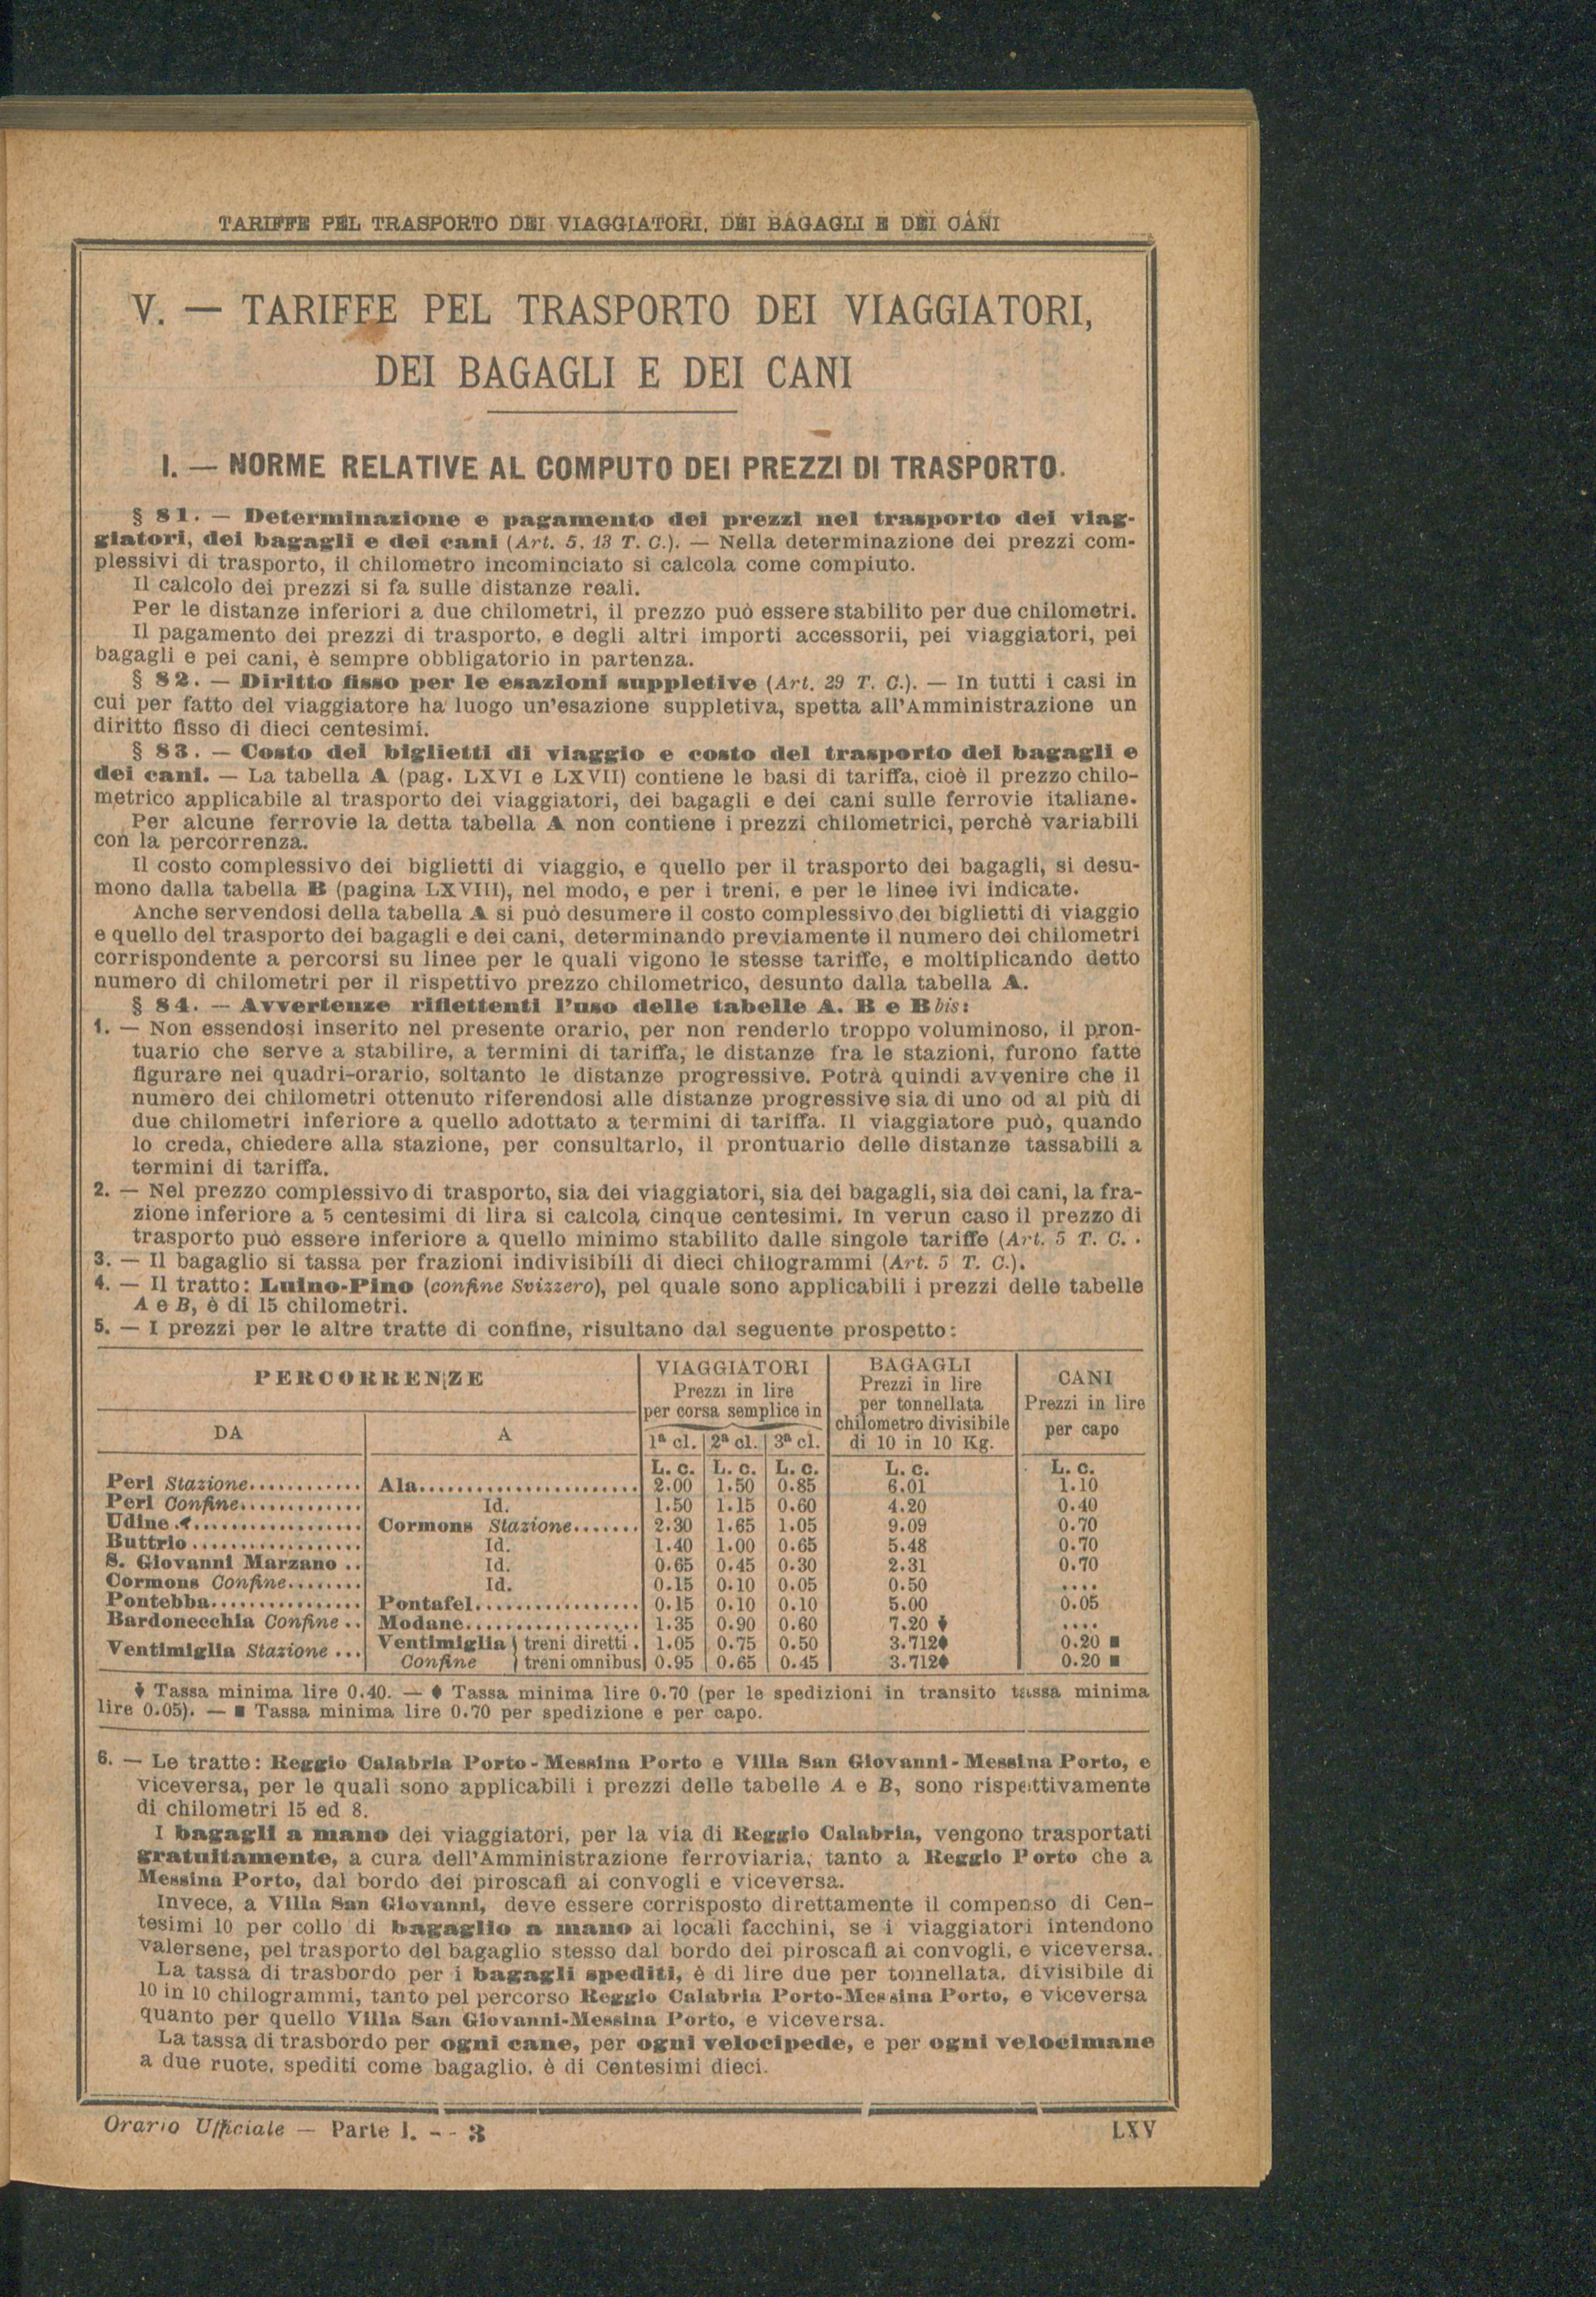 TARIFFE PEL TRASPORTO DEI VIAGGIATORI, DEI BAGAGLI E DEI CANI
V. — TARIFFE PEL TRASPORTO DEI VIAGGIATORI,
DEI BAGAGLI E DEI CANI
I. — NORME RELATIVE AL COMPUTO DEI PREZZI DI TRASPORTO.
§ 81. — Determinazione e pagamento dei prezzi nel trasporto dei viag-
giatori, dei bagagli e dei cani (Art. 5, 13 T. C.). — Nella determinazione dei prezzi com-
plessivi di trasporto, il chilometro incominciato si calcola come compiuto.
Il calcolo dei prezzi si fa sulle distanze reali.
Per le distanze inferiori a due chilometri, il prezzo può essere stabilito per due chilometri.
Il pagamento dei prezzi di trasporto, e degli altri importi accessorii, pei viaggiatori, pei
bagagli e pei cani, è sempre obbligatorio in partenza.
§ 82. — Diritto fisso per le esazioni suppletive (Art. 29 T. C.). — In tutti i casi in
cui per fatto del viaggiatore ha luogo un'esazione suppletiva, spetta all'Amministrazione un
diritto fisso di dieci centesimi.
§ 83. — Costo dei biglietti di viaggio e costo del trasporto dei bagagli e
dei cani. — La tabella A (pag. LXVI e LXVII) contiene le basi di tariffa, cioè il prezzo chilo-
metrico applicabile al trasporto dei viaggiatori, dei bagagli e dei cani sulle ferrovie italiane.
Per alcune ferrovie la detta tabella A non contiene i prezzi chilometrici, perchè variabili
con la percorrenza.
Il costo complessivo dei biglietti di viaggio, e quello per il trasporto dei bagagli, si desu-
mono dalla tabella B (pagina LXVIII), nel modo, e per i treni, e per le linee ivi indicate.
Anche servendosi della tabella A si può desumere il costo complessivo dei biglietti di viaggio
e quello del trasporto dei bagagli e dei cani, determinando previamente il numero dei chilometri
corrispondente a percorsi su linee per le quali vigono le stesse tariffe, e moltiplicando detto
numero di chilometri per il rispettivo prezzo chilometrico, desunto dalla tabella A.
§ 84. — Avvertenze riflettenti l'uso delle tabelle A. B e B bis:
1. — Non essendosi inserito nel presente orario, per non renderlo troppo voluminoso, il pron-
tuario che serve a stabilire, a termini di tariffa, le distanze fra le stazioni, furono fatte
figurare nei quadri-orario, soltanto le distanze progressive. Potrà quindi avvenire che il
numero dei chilometri ottenuto riferendosi alle distanze progressive sia di uno od al più di
due chilometri inferiore a quello adottato a termini di tariffa. Il viaggiatore può, quando
lo creda, chiedere alla stazione, per consultarlo, il prontuario delle distanze tassabili a
termini di tariffa.
2. — Nel prezzo complessivo di trasporto, sia dei viaggiatori, sia dei bagagli, sia dei cani, la fra-
zione inferiore a 5 centesimi di lira si calcola cinque centesimi. In verun caso il prezzo di
trasporto può essere inferiore a quello minimo stabilito dalle singole tariffe (Art. 5 T. C. .
3. — Il bagaglio si tassa per frazioni indivisibili di dieci chilogrammi (Art. 5 T. C.).
4. — Il tratto: Luino-Pino (confine Svizzero), pel quale sono applicabili i prezzi delle tabelle
A e B, è di 15 chilometri.
5. — I prezzi per le altre tratte di confine, risultano dal seguente prospetto:
PERCORRENZE | VIAGGIATORI Prezzi in lire per corsa semplice in | BAGAGLI Prezzi in lire per tonnellata chilometro divisibile di 10 in 10 Kg. | CANI Prezzi in lire per capo
DA | A | 1ª cl. | 2ª cl. | 3ª cl.
L. c. | L. c. | L. c. | L. c. | L. c.
Peri Stazione............ | Ala....................... | 2.00 | 1.50 | 0.85 | 6.01 | 1.10
Peri Confine............. | Id. | 1.50 | 1.15 | 0.60 | 4.20 | 0.40
Udine.................. | Cormons Stazione....... | 2.30 | 1.65 | 1.05 | 9.09 | 0.70
Buttrio.................. | Id. | 1.40 | 1.00 | 0.65 | 5.48 | 0.70
S. Giovanni Marzano .. | Id. | 0.65 | 0.45 | 0.30 | 2.31 | 0.70
Cormons Confine........ | Id. | 0.15 | 0.10 | 0.05 | 0.50 | ....
Pontebba................ | Pontafel................. | 0.15 | 0.10 | 0.10 | 5.00 | 0.05
Bardonecchia Confine .. | Modane.................. | 1.35 | 0.90 | 0.60 | 7.20 ⧫ | ....
Ventimiglia Stazione ... | Ventimiglia Confine { treni diretti . | 1.05 | 0.75 | 0.50 | 3.712♦ | 0.20 ■
treni omnibus | 0.95 | 0.65 | 0.45 | 3.712♦ | 0.20 ■
⧫ Tassa minima lire 0.40. — ♦ Tassa minima lire 0.70 (per le spedizioni in transito tassa minima
lire 0.05). — ■ Tassa minima lire 0.70 per spedizione e per capo.
6. — Le tratte: Reggio Calabria Porto-Messina Porto e Villa San Giovanni-Messina Porto, e
viceversa, per le quali sono applicabili i prezzi delle tabelle A e B, sono rispettivamente
di chilometri 15 ed 8.
I bagagli a mano dei viaggiatori, per la via di Reggio Calabria, vengono trasportati
gratuitamente, a cura dell'Amministrazione ferroviaria, tanto a Reggio Porto che a
Messina Porto, dal bordo dei piroscafi ai convogli e viceversa.
Invece, a Villa San Giovanni, deve essere corrisposto direttamente il compenso di Cen-
tesimi 10 per collo di bagaglio a mano ai locali facchini, se i viaggiatori intendono
valersene, pel trasporto del bagaglio stesso dal bordo dei piroscafi ai convogli, e viceversa.
La tassa di trasbordo per i bagagli spediti, è di lire due per tonnellata, divisibile di
10 in 10 chilogrammi, tanto pel percorso Reggio Calabria Porto-Messina Porto, e viceversa
quanto per quello Villa San Giovanni-Messina Porto, e viceversa.
La tassa di trasbordo per ogni cane, per ogni velocipede, e per ogni velocimane
a due ruote, spediti come bagaglio, è di Centesimi dieci.
Orario Ufficiale — Parte I. - - 3
LXV